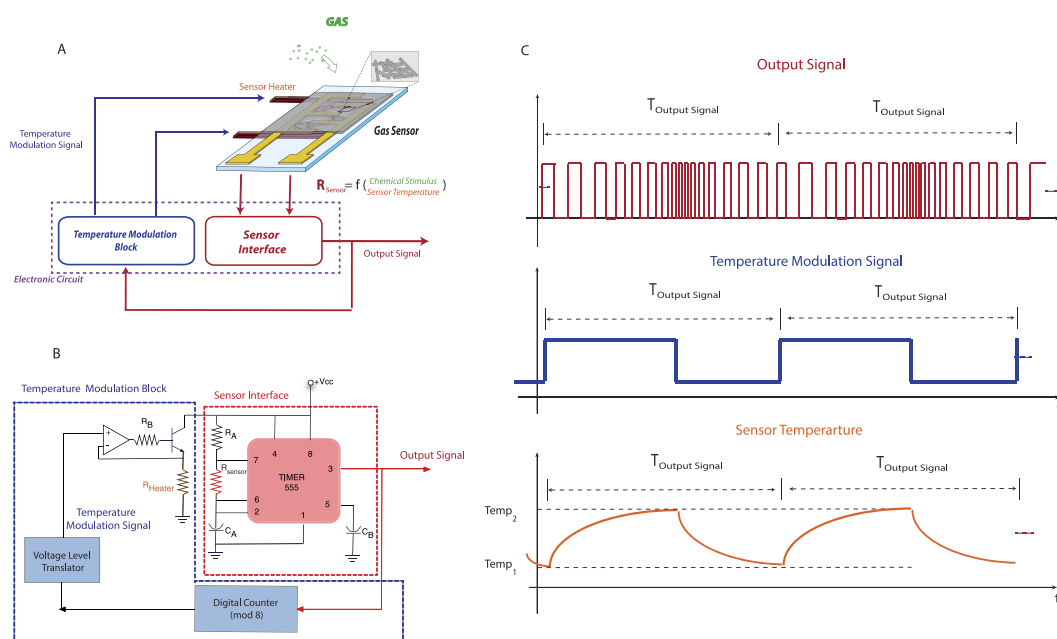 A
GAS
Sensor Heater
Gas Sensor
Temperature
Modulation Signal
R Sensor = f ( Chemical Stimulus
Sensor Temperature )
Temperature Modulation
Block
Sensor
Interface
Output Signal
Electronic Circuit
B
Temperature Modulation Block
Sensor Interface
+Vcc
+
-
RB
RA
4
8
7
Rsensor
TIMER
555
3
Output Signal
RHeater
6
2
1
5
CA
CB
Temperature
Modulation Signal
Voltage Level
Translator
Digital Counter
(mod 8)
C
Output Signal
TOutput Signal
TOutput Signal
Temperature Modulation Signal
TOutput Signal
TOutput Signal
Sensor Temperarture
TOutput Signal
TOutput Signal
Temp2
Temp1
t